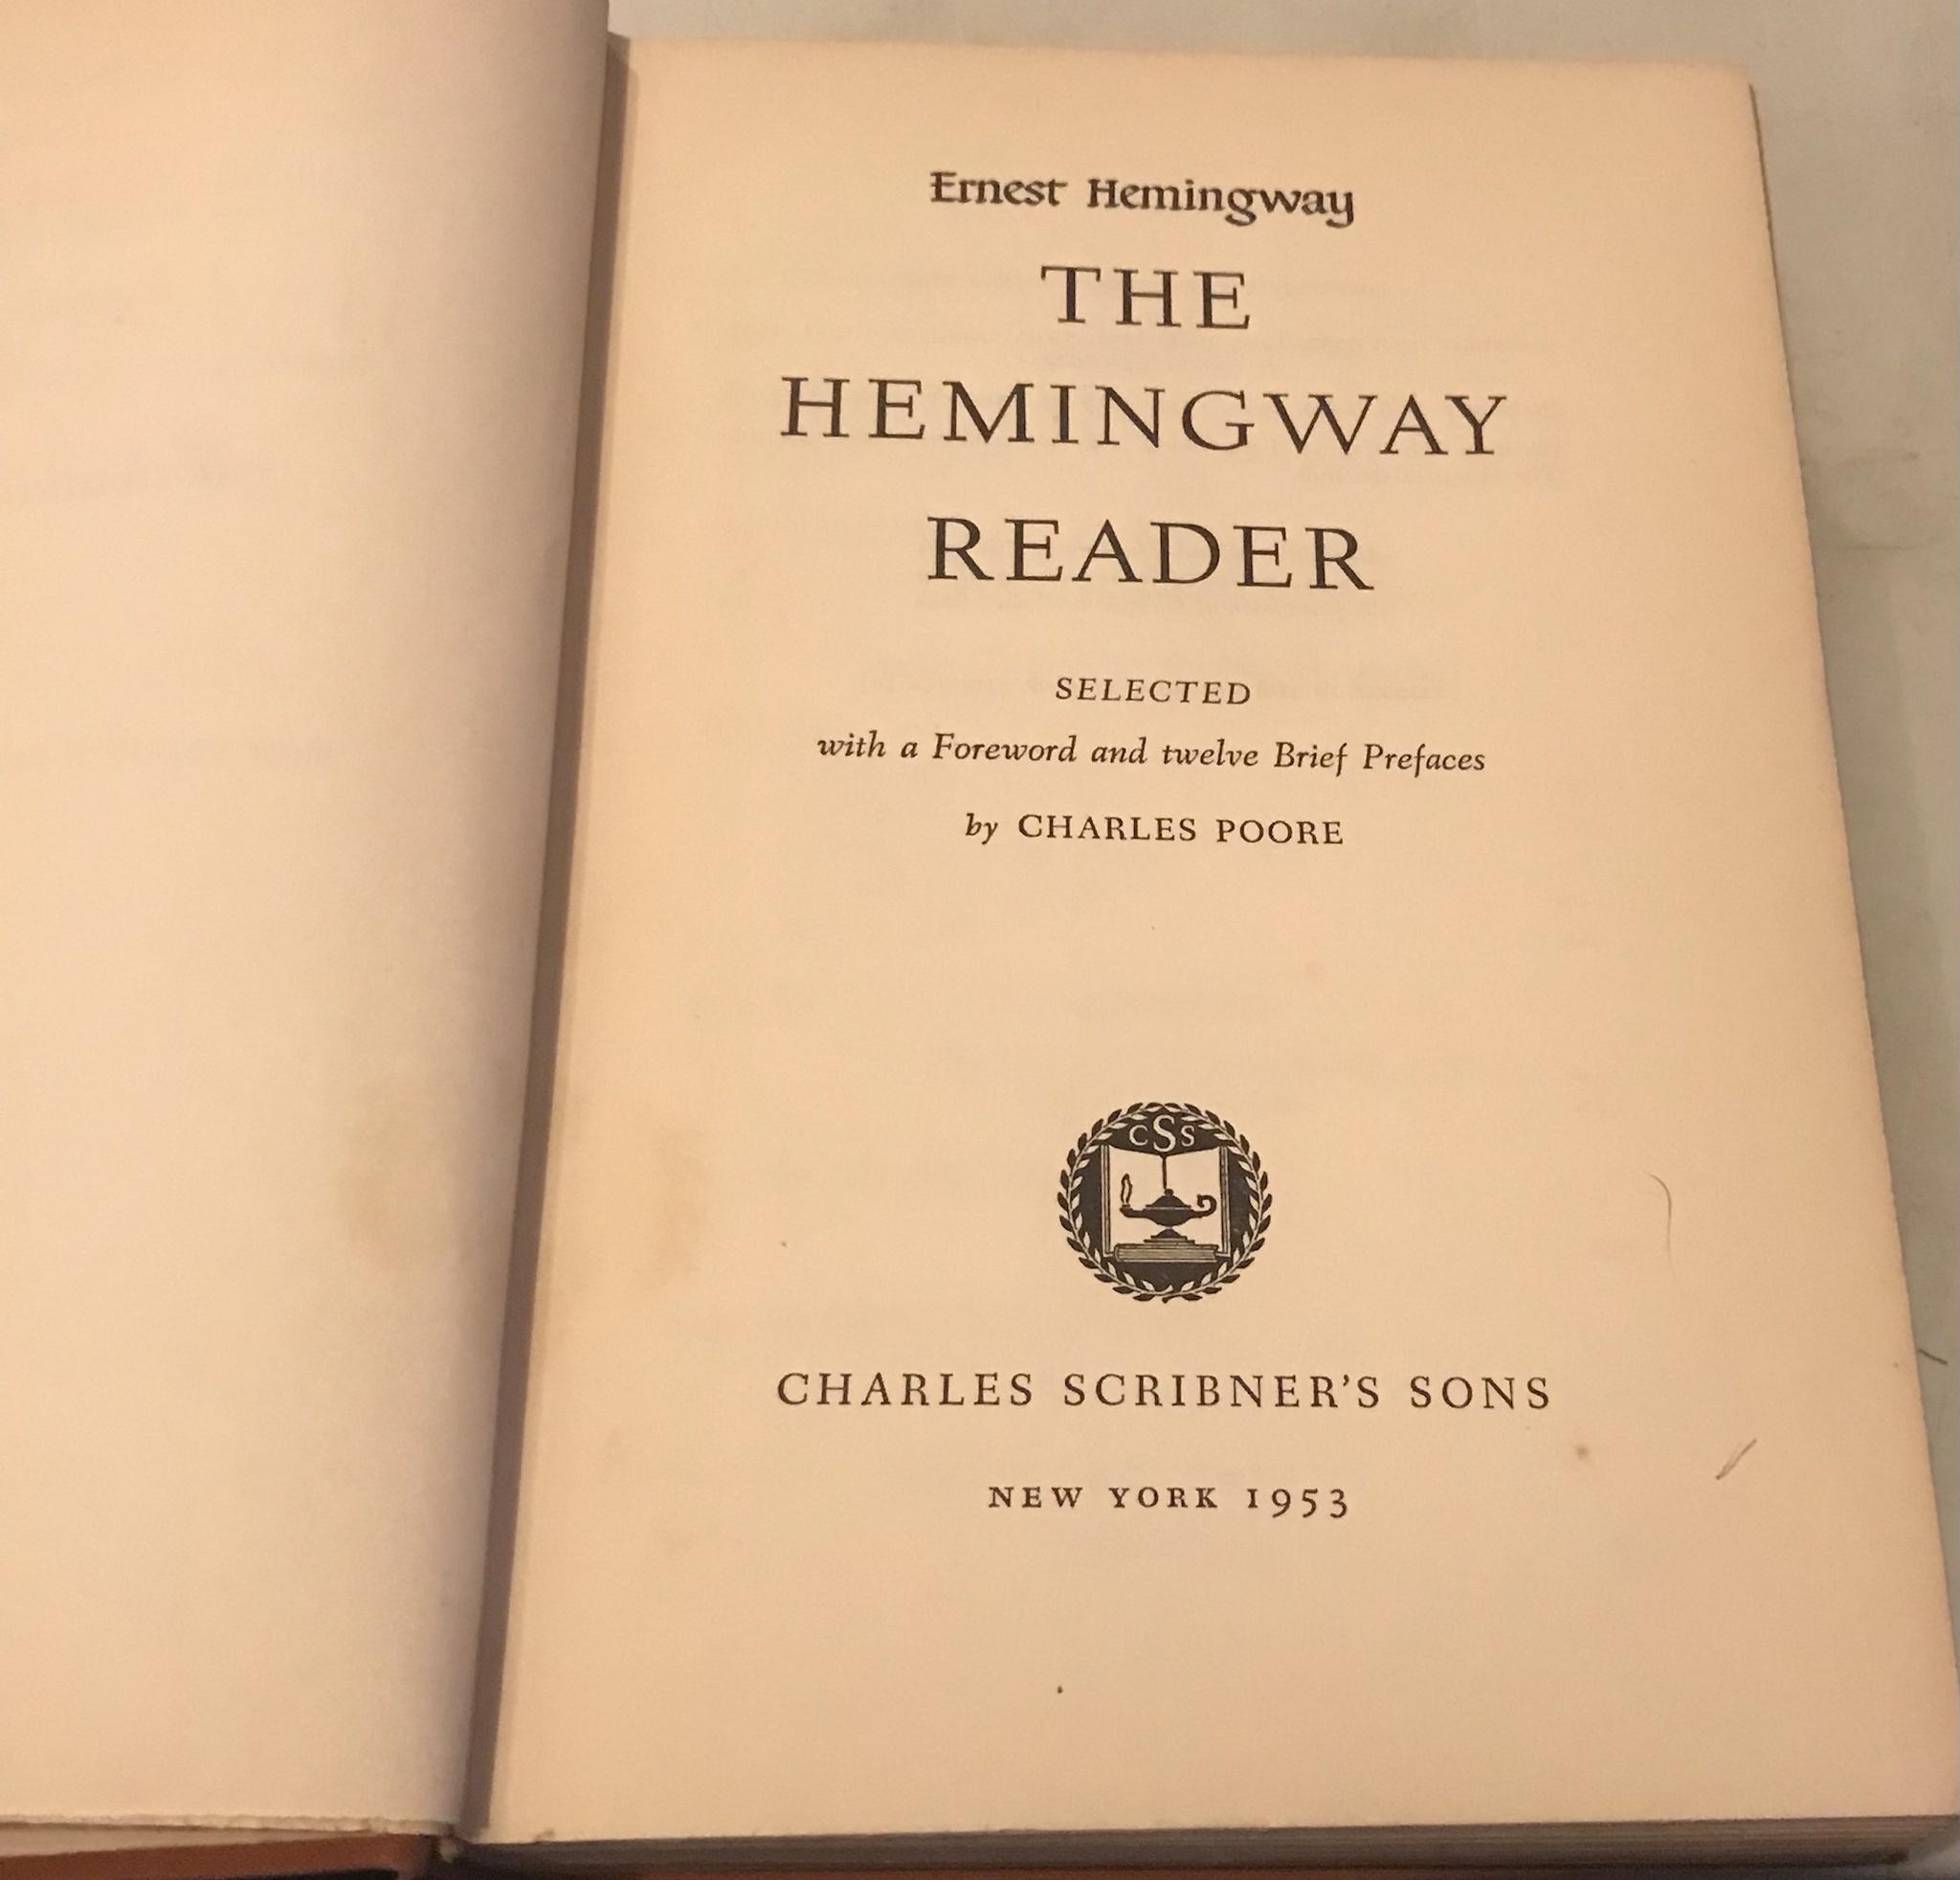 Ernest Hemingway
THE
HEMINGWAY
READER
SELECTED
with a Foreword and twelve Brief Prefaces
by CHARLES POORE
CSS
CHARLES SCRIBNER'S SONS
NEW YORK 1953